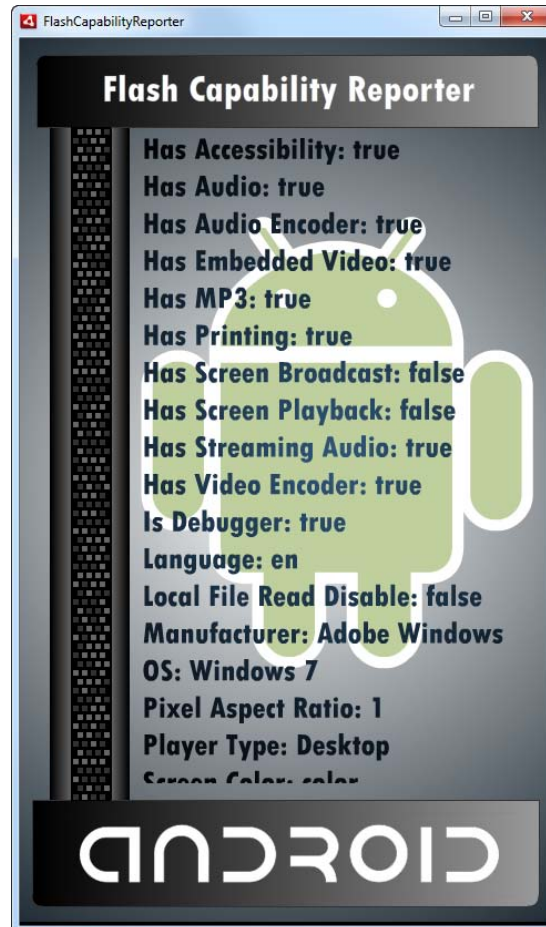 FlashCapabilityReporter
Flash Capability Reporter
Has Accessibility: true
Has Audio: true
Has Audio Encoder: true
Has Embedded Video: true
Has MP3: true
Has Printing: true
Has Screen Broadcast: false
Has Screen Playback: false
Has Streaming Audio: true
Has Video Encoder: true
Is Debugger: true
Language: en
Local File Read Disable: false
Manufacturer: Adobe Windows
OS: Windows 7
Pixel Aspect Ratio: 1
Player Type: Desktop
Screen Color: color
ANDROID